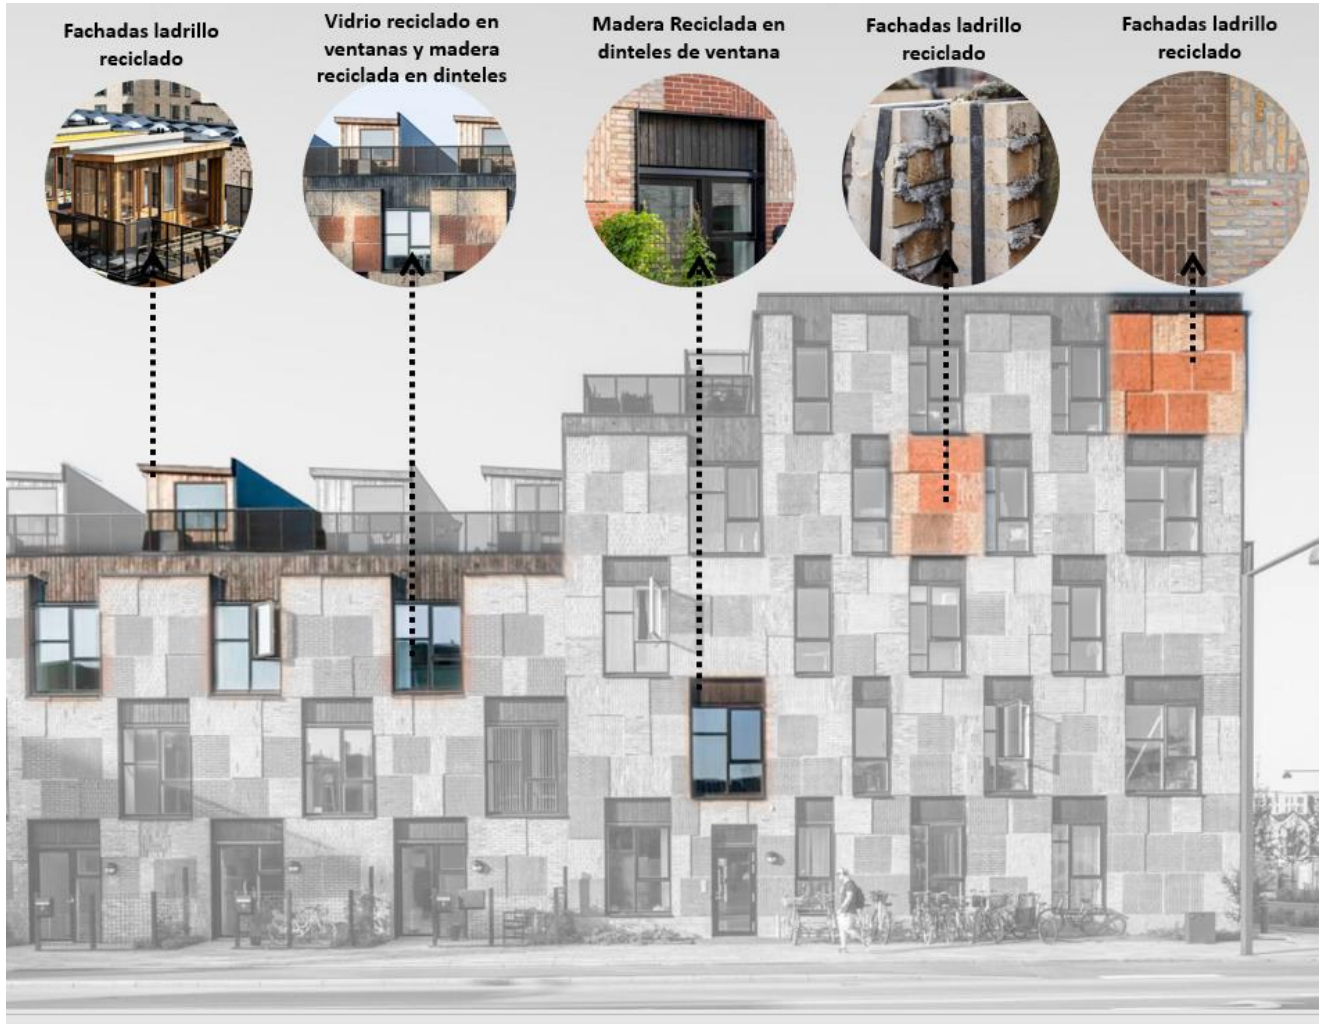 Fachadas ladrillo
reciclado
Vidrio reciclado en
ventanas y madera
reciclada en dinteles
Madera Reciclada en
dinteles de ventana
Fachadas ladrillo
reciclado
Fachadas ladrillo
reciclado